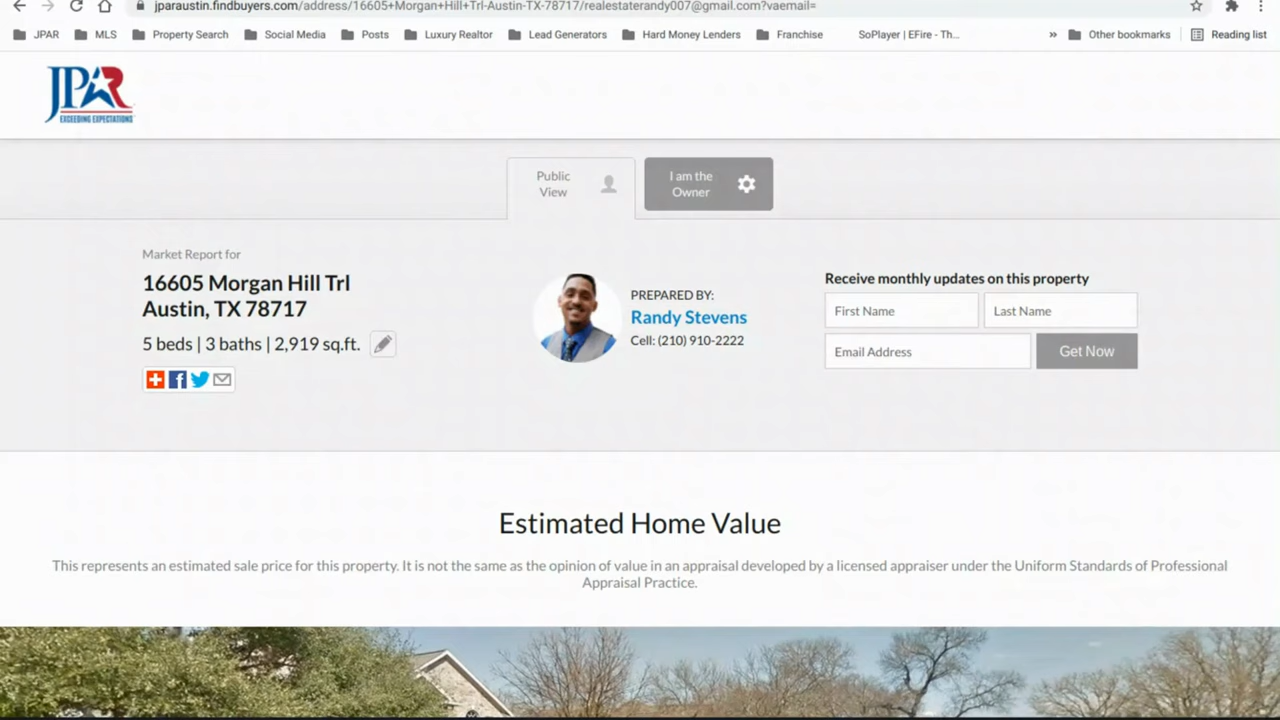 jparaustin.findbuyers.com/address/16605+Morgan+Hill+Trl-Austin-TX-78717/realestaterandy007@gmail.com?vaemail=
JPAR MLS Property Search Social Media Posts Luxury Realtor Lead Generators Hard Money Lenders Franchise SoPlayer | EFire - Th... » Other bookmarks Reading list
JPAR
EXCEEDING EXPECTATIONS
Public
View
I am the
Owner
Market Report for
16605 Morgan Hill Trl
Austin, TX 78717
5 beds | 3 baths | 2,919 sq.ft.
PREPARED BY:
Randy Stevens
Cell: (210) 910-2222
Receive monthly updates on this property
First Name Last Name
Email Address Get Now
Estimated Home Value
This represents an estimated sale price for this property. It is not the same as the opinion of value in an appraisal developed by a licensed appraiser under the Uniform Standards of Professional
Appraisal Practice.